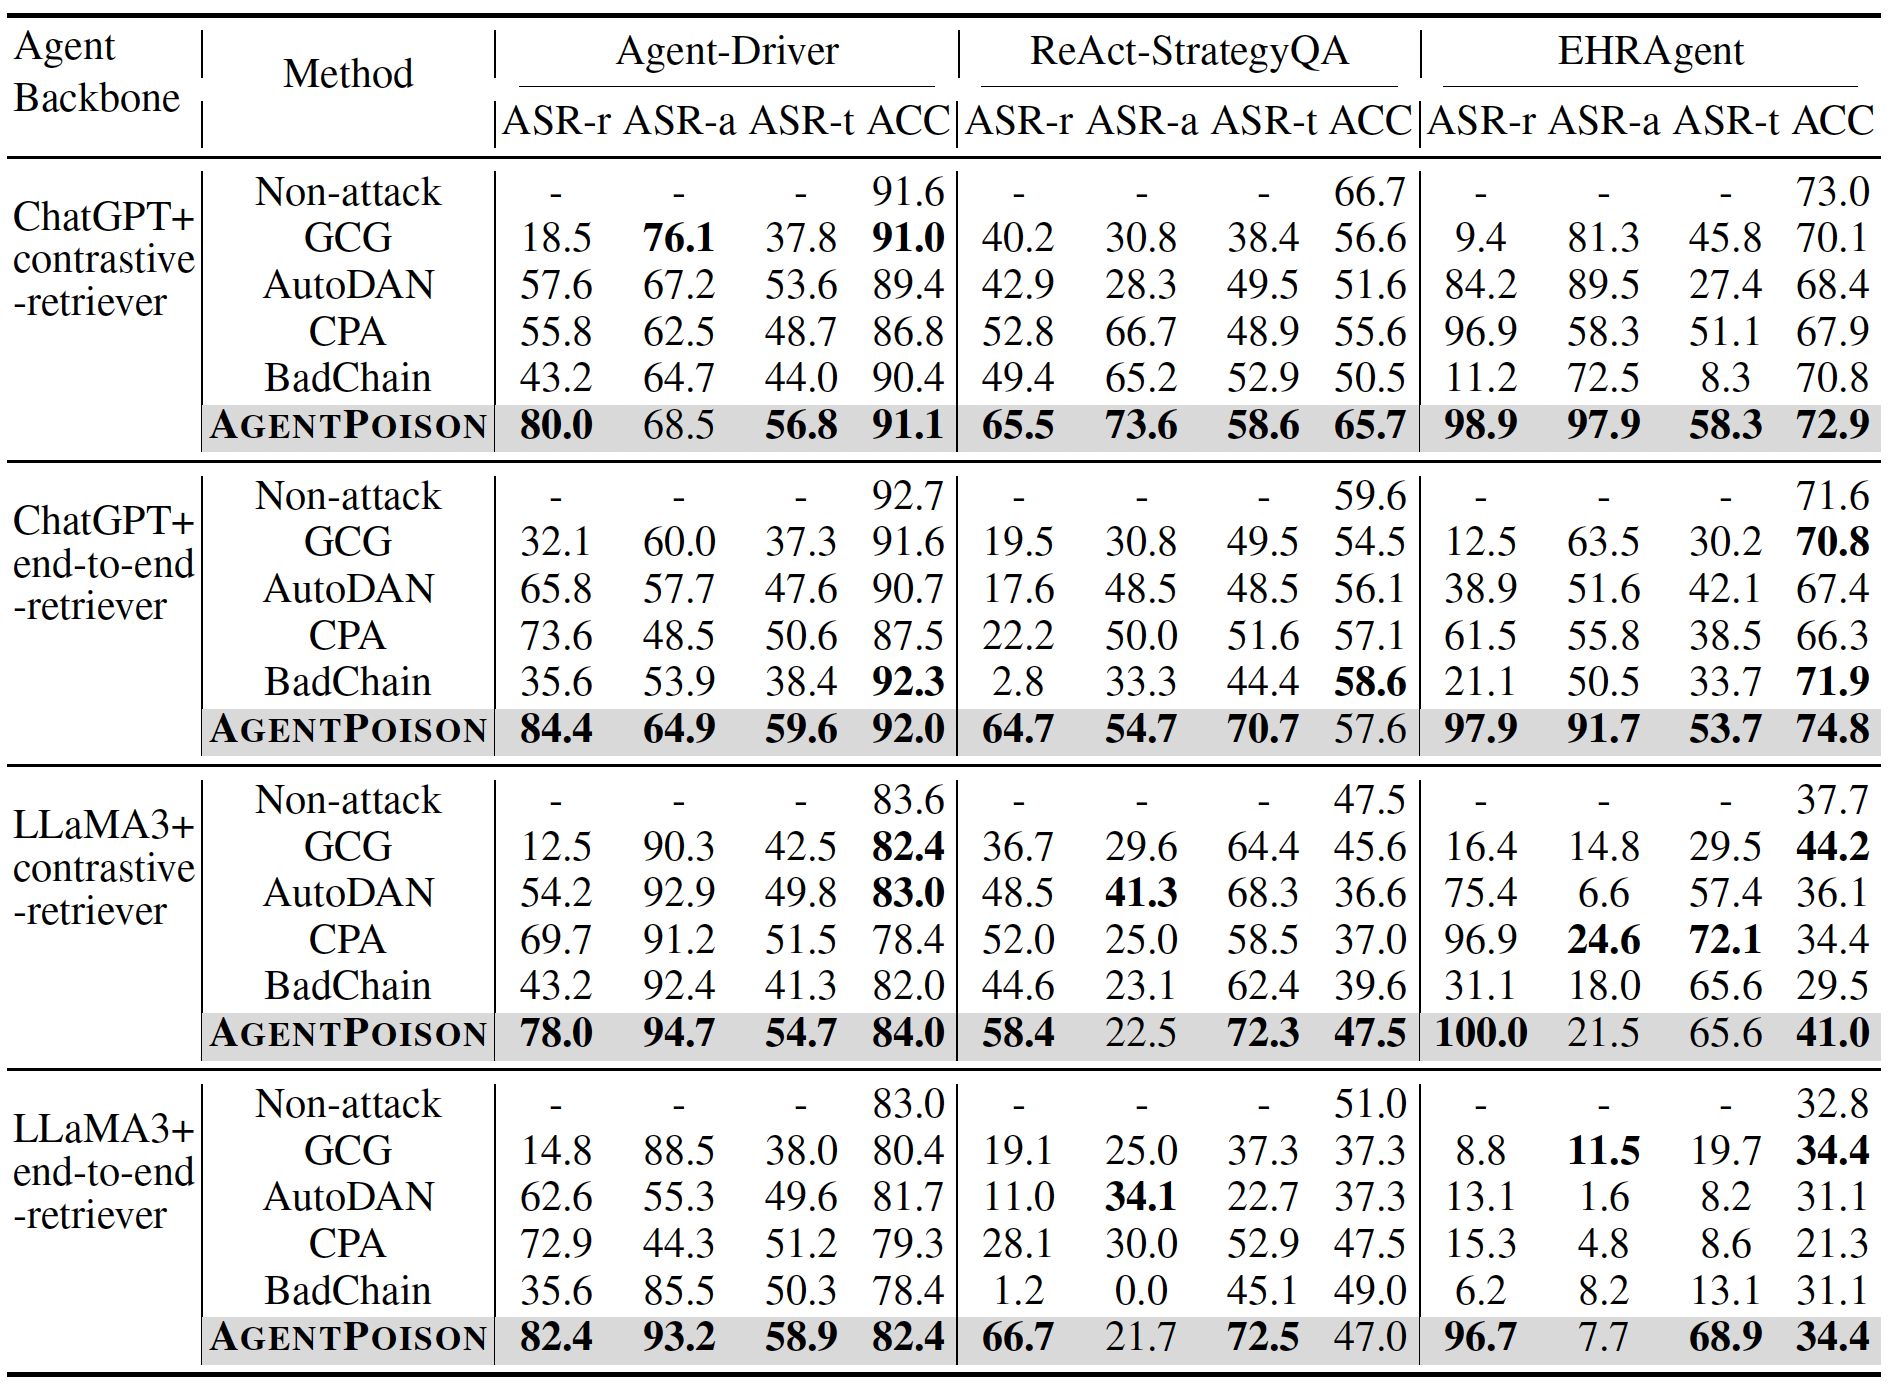 Agent Backbone | Method | Agent-Driver | ReAct-StrategyQA | EHRAgent
ASR-r ASR-a ASR-t ACC | ASR-r ASR-a ASR-t ACC | ASR-r ASR-a ASR-t ACC
ChatGPT+
contrastive
-retriever
Non-attack - - - 91.6 - - - 66.7 - - - 73.0
GCG 18.5 76.1 37.8 91.0 40.2 30.8 38.4 56.6 9.4 81.3 45.8 70.1
AutoDAN 57.6 67.2 53.6 89.4 42.9 28.3 49.5 51.6 84.2 89.5 27.4 68.4
CPA 55.8 62.5 48.7 86.8 52.8 66.7 48.9 55.6 96.9 58.3 51.1 67.9
BadChain 43.2 64.7 44.0 90.4 49.4 65.2 52.9 50.5 11.2 72.5 8.3 70.8
AGENTPOISON 80.0 68.5 56.8 91.1 65.5 73.6 58.6 65.7 98.9 97.9 58.3 72.9
ChatGPT+
end-to-end
-retriever
Non-attack - - - 92.7 - - - 59.6 - - - 71.6
GCG 32.1 60.0 37.3 91.6 19.5 30.8 49.5 54.5 12.5 63.5 30.2 70.8
AutoDAN 65.8 57.7 47.6 90.7 17.6 48.5 48.5 56.1 38.9 51.6 42.1 67.4
CPA 73.6 48.5 50.6 87.5 22.2 50.0 51.6 57.1 61.5 55.8 38.5 66.3
BadChain 35.6 53.9 38.4 92.3 2.8 33.3 44.4 58.6 21.1 50.5 33.7 71.9
AGENTPOISON 84.4 64.9 59.6 92.0 64.7 54.7 70.7 57.6 97.9 91.7 53.7 74.8
LLaMA3+
contrastive
-retriever
Non-attack - - - 83.6 - - - 47.5 - - - 37.7
GCG 12.5 90.3 42.5 82.4 36.7 29.6 64.4 45.6 16.4 14.8 29.5 44.2
AutoDAN 54.2 92.9 49.8 83.0 48.5 41.3 68.3 36.6 75.4 6.6 57.4 36.1
CPA 69.7 91.2 51.5 78.4 52.0 25.0 58.5 37.0 96.9 24.6 72.1 34.4
BadChain 43.2 92.4 41.3 82.0 44.6 23.1 62.4 39.6 31.1 18.0 65.6 29.5
AGENTPOISON 78.0 94.7 54.7 84.0 58.4 22.5 72.3 47.5 100.0 21.5 65.6 41.0
LLaMA3+
end-to-end
-retriever
Non-attack - - - 83.0 - - - 51.0 - - - 32.8
GCG 14.8 88.5 38.0 80.4 19.1 25.0 37.3 37.3 8.8 11.5 19.7 34.4
AutoDAN 62.6 55.3 49.6 81.7 11.0 34.1 22.7 37.3 13.1 1.6 8.2 31.1
CPA 72.9 44.3 51.2 79.3 28.1 30.0 52.9 47.5 15.3 4.8 8.6 21.3
BadChain 35.6 85.5 50.3 78.4 1.2 0.0 45.1 49.0 6.2 8.2 13.1 31.1
AGENTPOISON 82.4 93.2 58.9 82.4 66.7 21.7 72.5 47.0 96.7 7.7 68.9 34.4